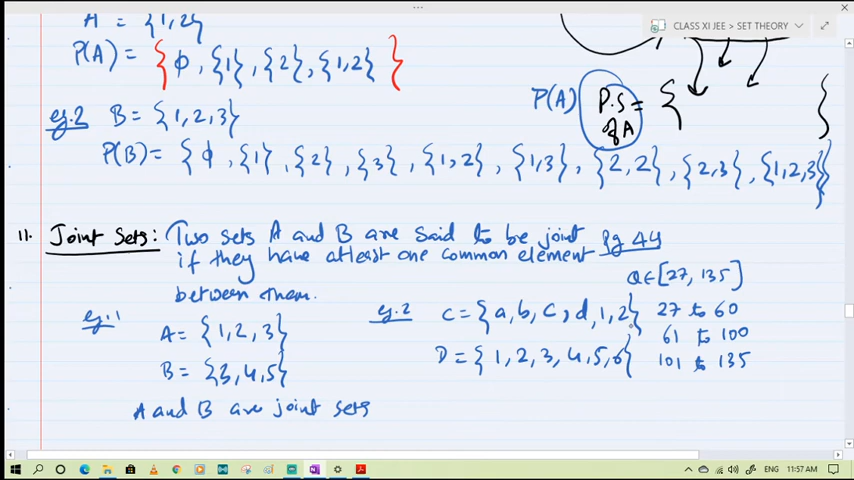 CLASS XI JEE > SET THEORY
A = {1,2}
P(A) = {ϕ, {1}, {2}, {1,2}}
P(A) P.S = { }
of A
eg.2 B = {1,2,3}
P(B) = {ϕ, {1}, {2}, {3}, {1,2}, {1,3}, {2,2}, {2,3}, {1,2,3}}
11. Joint Sets: Two sets A and B are said to be joint Pg 44
if they have atleast one common element
between them.
Q∈[27, 135]
27 to 60
61 to 100
101 to 135
eg.1
A = {1,2,3}
B = {3,4,5}
A and B are joint sets
eg.2 C = {a, b, c, d, 1, 2}
D = {1, 2, 3, 4, 5, 6}
ENG 11:57 AM